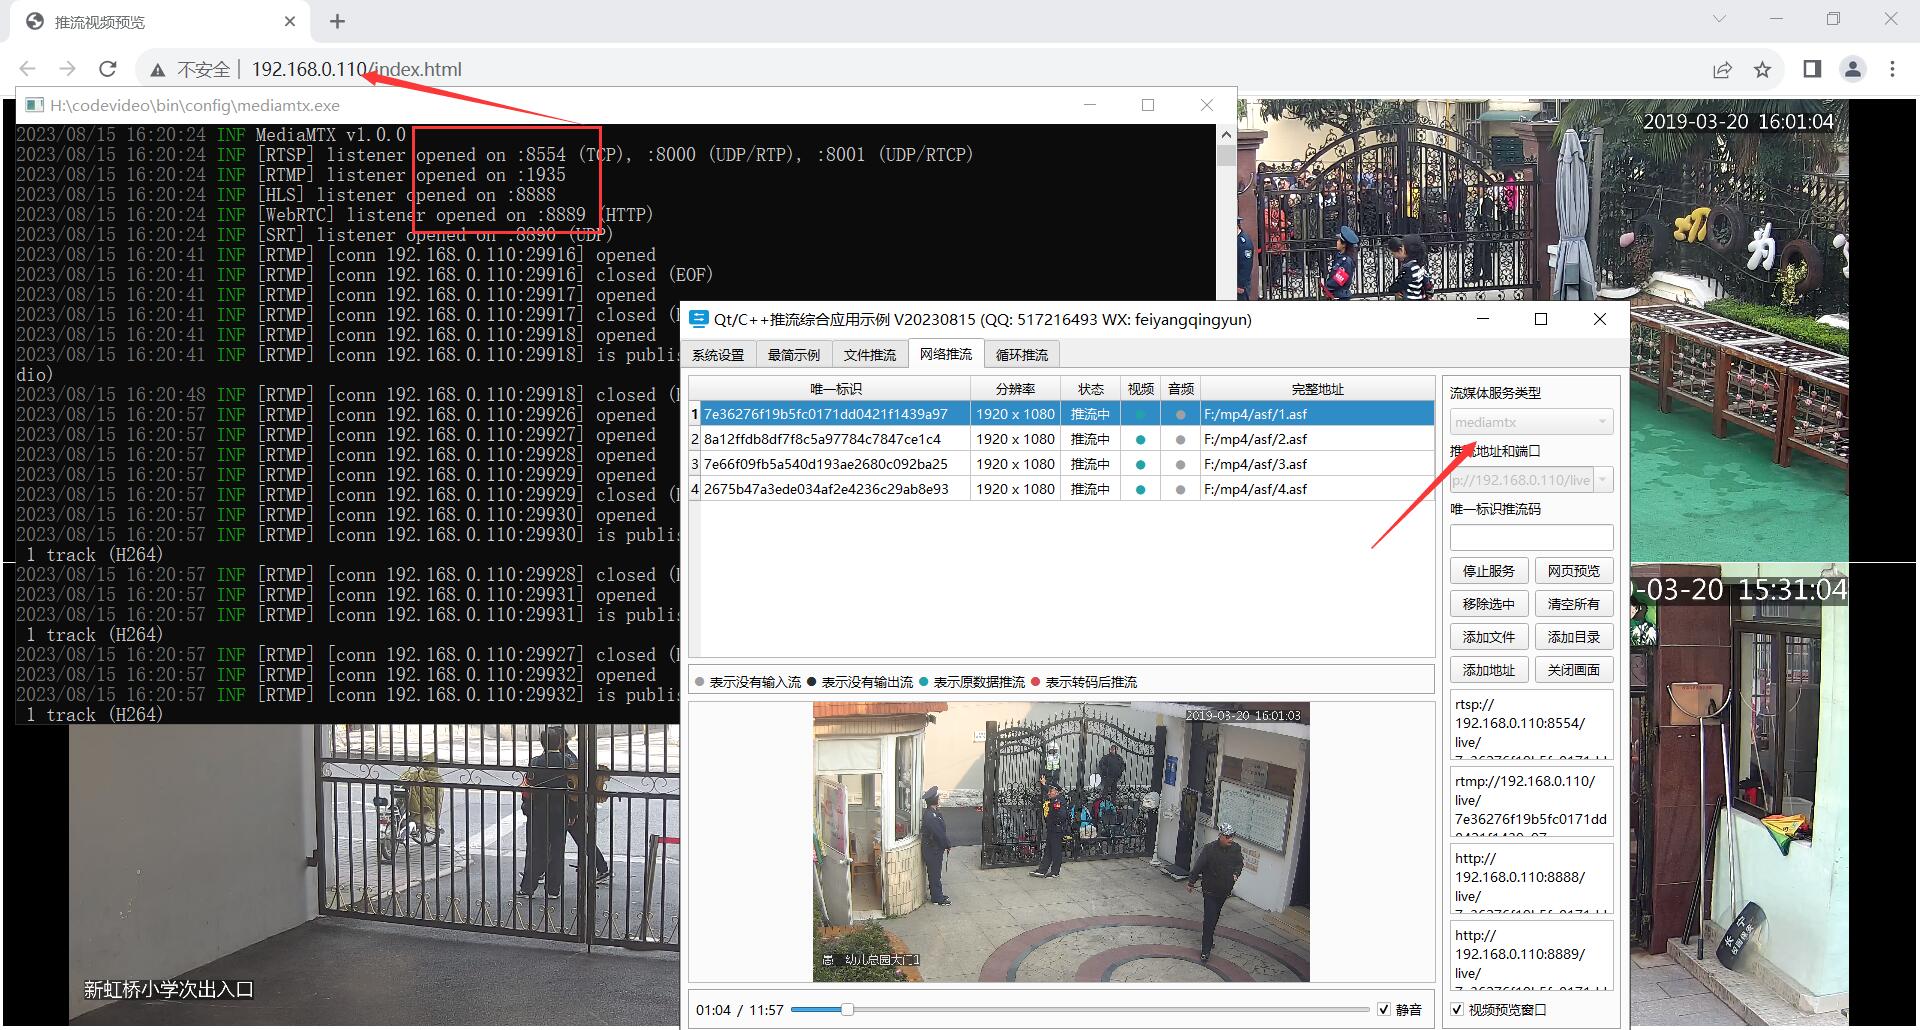 推流视频预览
不安全 192.168.0.110/index.html
H:\codevideo\bin\config\mediamtx.exe
2023/08/15 16:20:24 INF MediaMTX v1.0.0
2023/08/15 16:20:24 INF [RTSP] listener opened on :8554 (TCP), :8000 (UDP/RTP), :8001 (UDP/RTCP)
2023/08/15 16:20:24 INF [RTMP] listener opened on :1935
2023/08/15 16:20:24 INF [HLS] listener opened on :8888
2023/08/15 16:20:24 INF [WebRTC] listener opened on :8889 (HTTP)
2023/08/15 16:20:24 INF [SRT] listener opened on :8890 (UDP)
2023/08/15 16:20:41 INF [RTMP] [conn 192.168.0.110:29916] opened
2023/08/15 16:20:41 INF [RTMP] [conn 192.168.0.110:29916] closed (EOF)
2023/08/15 16:20:41 INF [RTMP] [conn 192.168.0.110:29917] opened
2023/08/15 16:20:41 INF [RTMP] [conn 192.168.0.110:29917] closed
2023/08/15 16:20:41 INF [RTMP] [conn 192.168.0.110:29918] opened
2023/08/15 16:20:41 INF [RTMP] [conn 192.168.0.110:29918] is publis
dio)
2023/08/15 16:20:48 INF [RTMP] [conn 192.168.0.110:29918] closed
2023/08/15 16:20:57 INF [RTMP] [conn 192.168.0.110:29926] opened
2023/08/15 16:20:57 INF [RTMP] [conn 192.168.0.110:29927] opened
2023/08/15 16:20:57 INF [RTMP] [conn 192.168.0.110:29928] opened
2023/08/15 16:20:57 INF [RTMP] [conn 192.168.0.110:29929] opened
2023/08/15 16:20:57 INF [RTMP] [conn 192.168.0.110:29929] closed
2023/08/15 16:20:57 INF [RTMP] [conn 192.168.0.110:29930] opened
2023/08/15 16:20:57 INF [RTMP] [conn 192.168.0.110:29930] is publis
1 track (H264)
2023/08/15 16:20:57 INF [RTMP] [conn 192.168.0.110:29928] closed
2023/08/15 16:20:57 INF [RTMP] [conn 192.168.0.110:29931] opened
2023/08/15 16:20:57 INF [RTMP] [conn 192.168.0.110:29931] is publis
1 track (H264)
2023/08/15 16:20:57 INF [RTMP] [conn 192.168.0.110:29927] closed
2023/08/15 16:20:57 INF [RTMP] [conn 192.168.0.110:29932] opened
2023/08/15 16:20:57 INF [RTMP] [conn 192.168.0.110:29932] is publis
1 track (H264)
2019-03-20 16:01:04
Qt/C++推流综合应用示例 V20230815 (QQ: 517216493 WX: feiyangqingyun)
系统设置 最简示例 文件推流 网络推流 循环推流
唯一标识 分辨率 状态 视频 音频 完整地址
1 7e36276f19b5fc0171dd0421f1439a97 1920 x 1080 推流中 F:/mp4/asf/1.asf
2 8a12ffdb8df7f8c5a97784c7847ce1c4 1920 x 1080 推流中 F:/mp4/asf/2.asf
3 7e66f09fb5a540d193ae2680c092ba25 1920 x 1080 推流中 F:/mp4/asf/3.asf
4 2675b47a3ede034af2e4236c29ab8e93 1920 x 1080 推流中 F:/mp4/asf/4.asf
表示没有输入流 表示没有输出流 表示原数据推流 表示转码后推流
2019-03-20 16:01:03
幼儿总园大门1
01:04 / 11:57 静音
流媒体服务类型
mediamtx
推流地址和端口
p://192.168.0.110/live
唯一标识推流码
停止服务 网页预览
移除选中 清空所有
添加文件 添加目录
添加地址 关闭画面
rtsp://
192.168.0.110:8554/
live/
rtmp://192.168.0.110/
live/
7e36276f19b5fc0171dd
http://
192.168.0.110:8888/
live/
http://
192.168.0.110:8889/
live/
视频预览窗口
-03-20 15:31:04
新虹桥小学次出入口